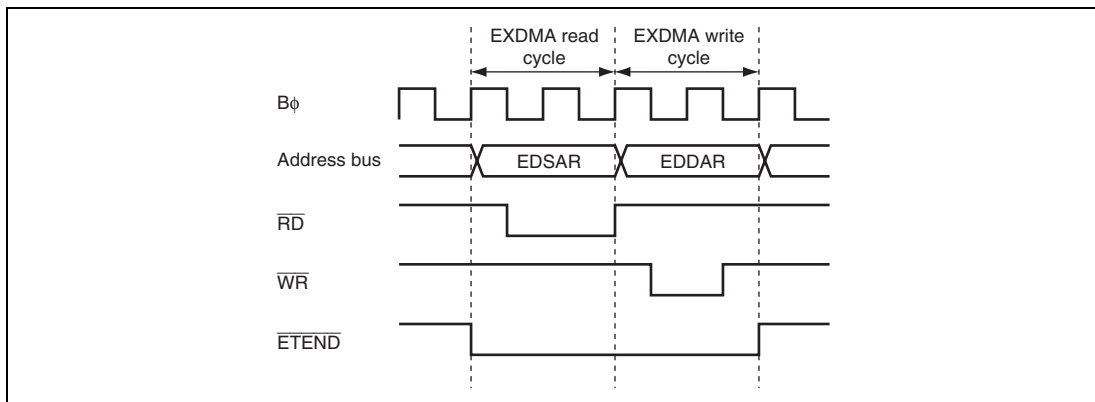 EXDMA read
cycle
EXDMA write
cycle
Bϕ
Address bus
EDSAR
EDDAR
RD
WR
ETEND